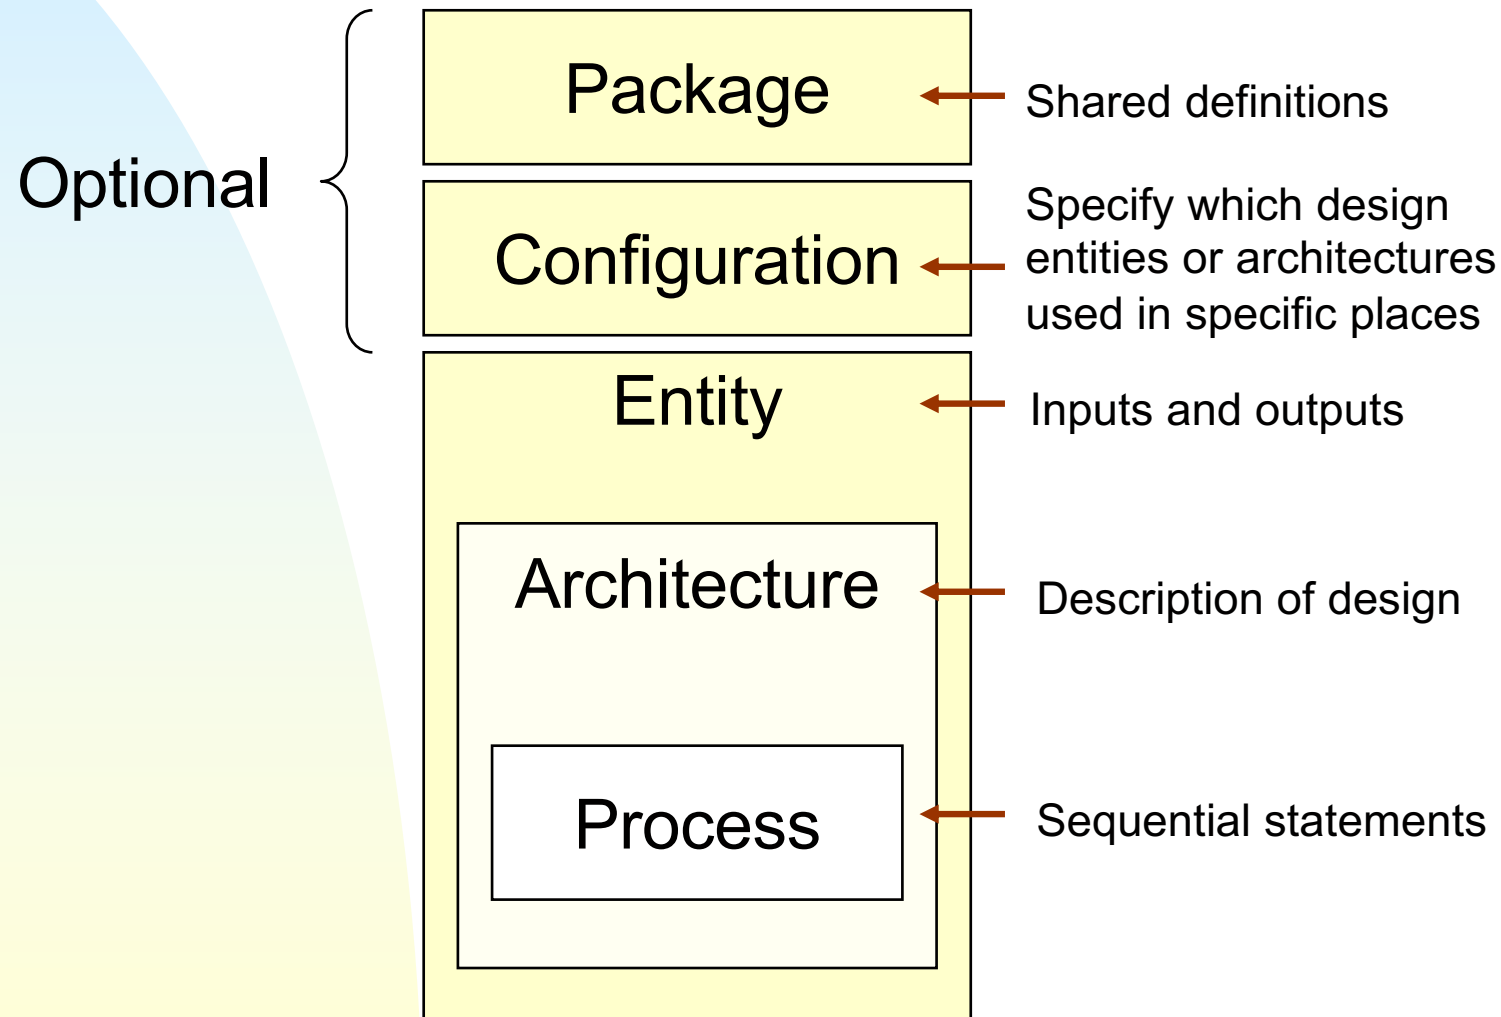 Package
Shared definitions
Optional
Configuration
Specify which design
entities or architectures
used in specific places
Entity
Inputs and outputs
Architecture
Description of design
Process
Sequential statements